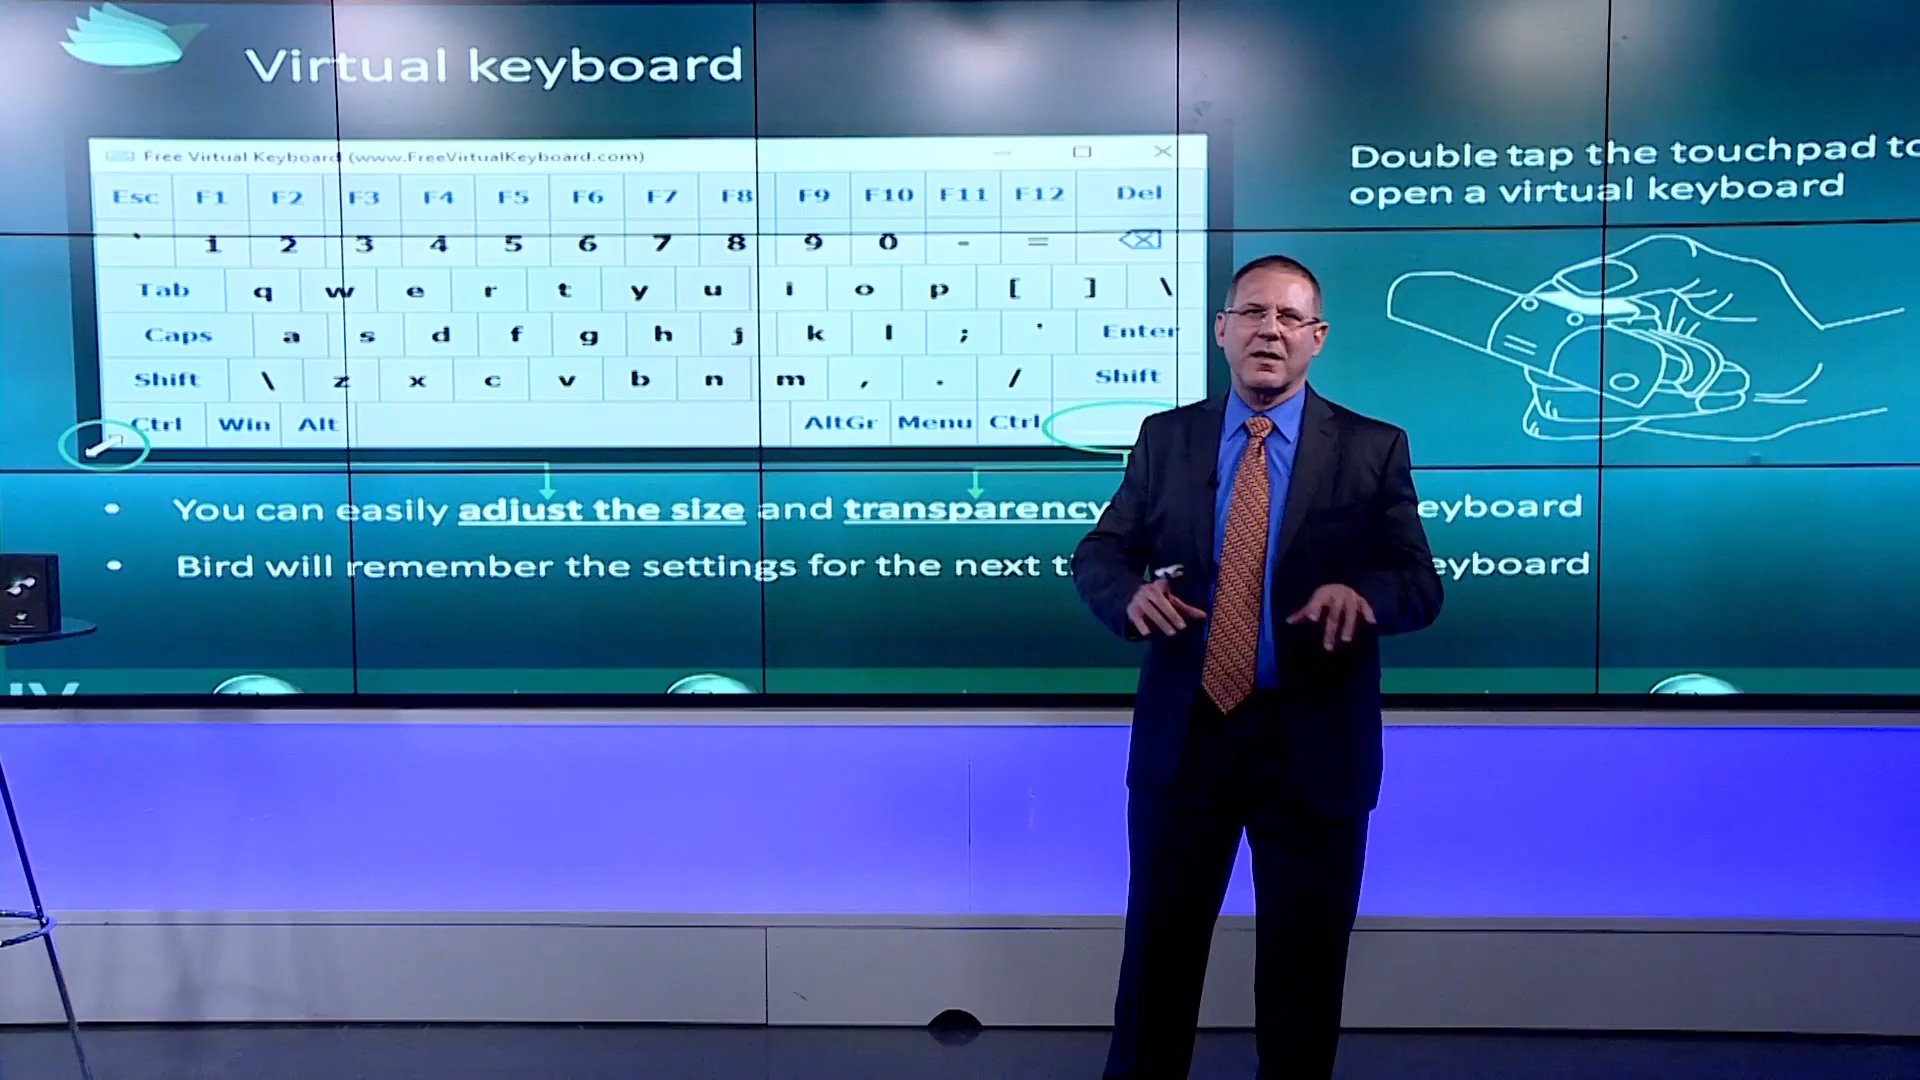 Virtual keyboard
Free Virtual Keyboard (www.FreeVirtualKeyboard.com)
Esc F1 F2 F3 F4 F5 F6 F7 F8 F9 F10 F11 F12 Del
` 1 2 3 4 5 6 7 8 9 0 - =
Tab q w e r t y u i o p [ ] \
Caps a s d f g h j k l ; ' Enter
Shift \ z x c v b n m , . / Shift
Ctrl Win Alt AltGr Menu Ctrl
Double tap the touchpad to
open a virtual keyboard
• You can easily adjust the size and transparency eyboard
• Bird will remember the settings for the next t eyboard